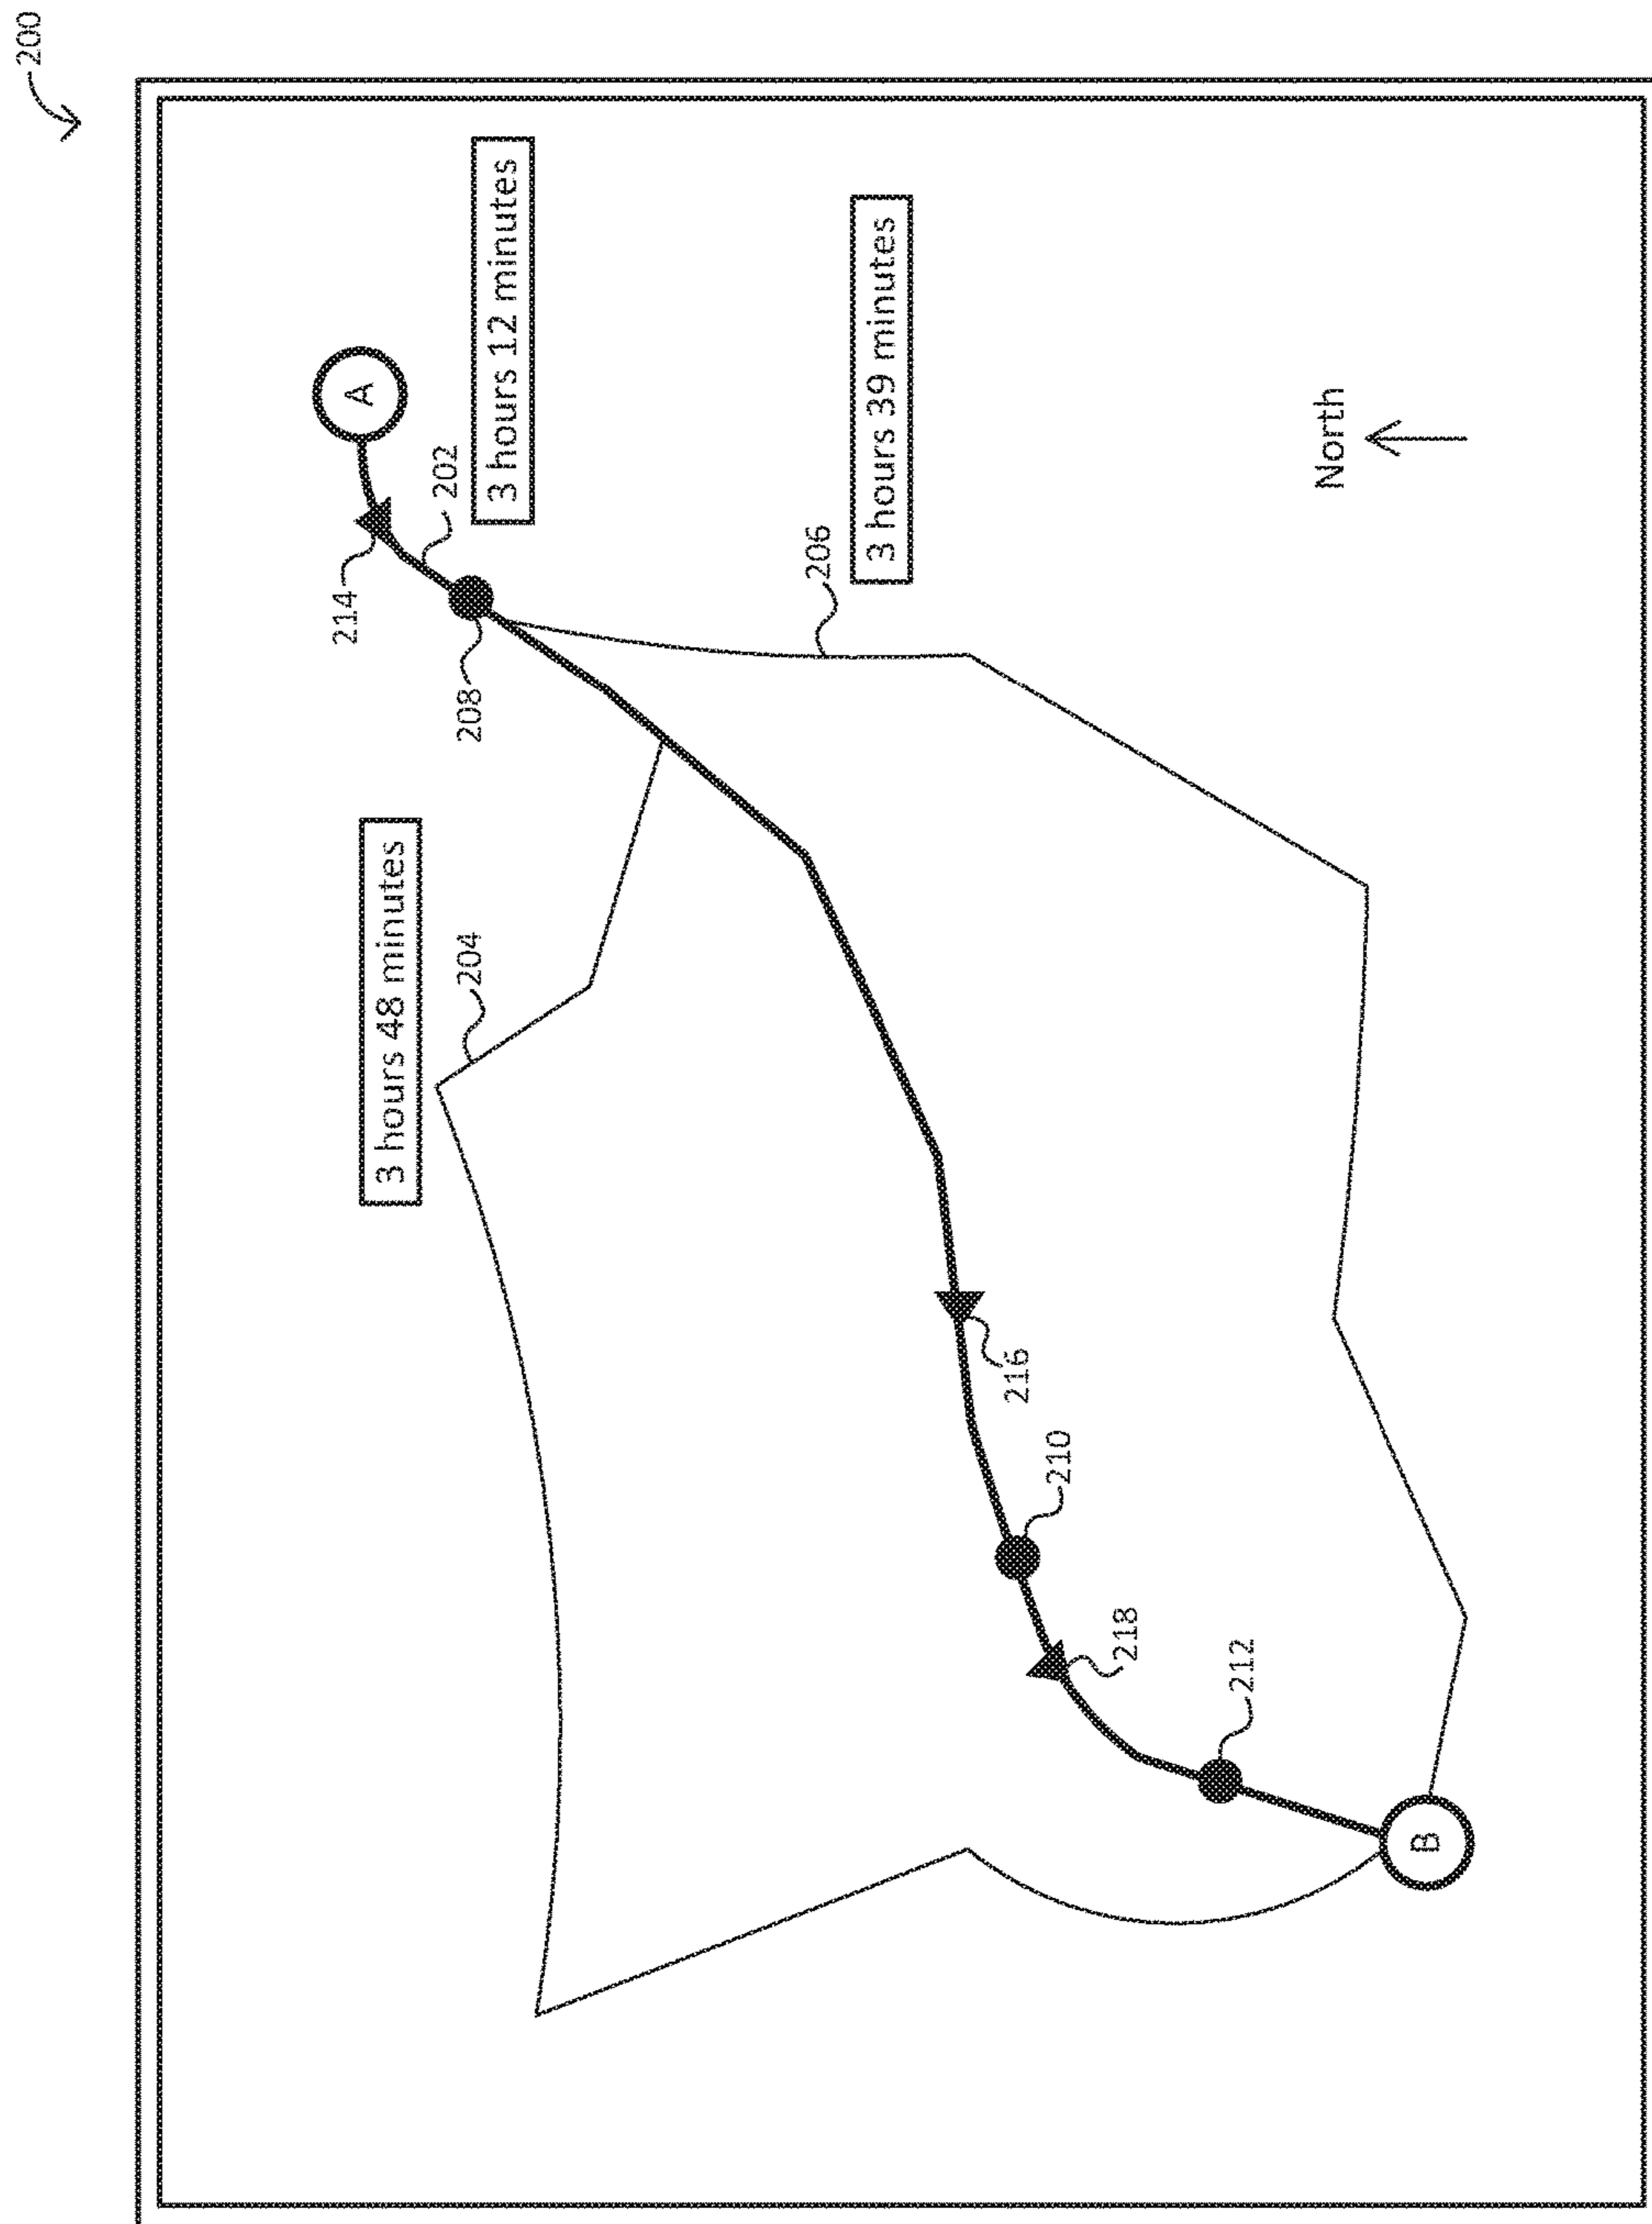 200
A
3 hours 12 minutes
202
214
208
3 hours 39 minutes
206
3 hours 48 minutes
204
216
210
218
212
B
North